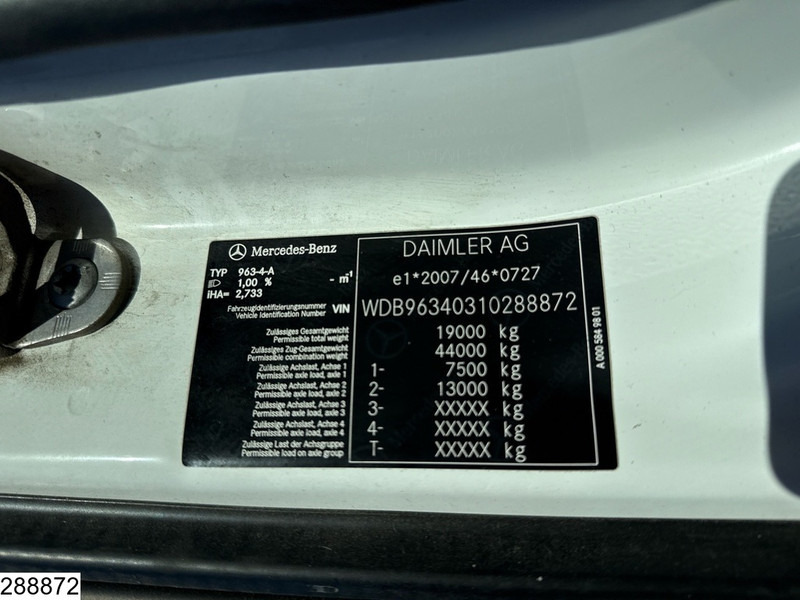 Mercedes-Benz
TYP 963-4-A
1,00 % - m-1
iHA= 2,733
Fahrzeugidentifizierungsnummer
Vehicle Identification Number VIN
Zulässiges Gesamtgewicht
Permissible total weight
Zulässiges Zug-Gesamtgewicht
Permissible combination weight
Zulässige Achslast, Achse 1
Permissible axle load, axle 1
Zulässige Achslast, Achse 2
Permissible axle load, axle 2
Zulässige Achslast, Achse 3
Permissible axle load, axle 3
Zulässige Achslast, Achse 4
Permissible axle load, axle 4
Zulässige Last der Achsgruppe
Permissible load on axle group
DAIMLER AG
e1*2007/46*0727
WDB96340310288872
19000 kg
44000 kg
1- 7500 kg
2- 13000 kg
3- XXXXX kg
4- XXXXX kg
T- XXXXX kg
A 000 584 98 01
288872